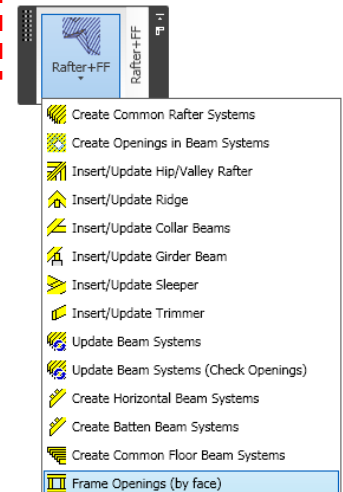 Rafter+FF
Rafter+FF
Create Common Rafter Systems
Create Openings in Beam Systems
Insert/Update Hip/Valley Rafter
Insert/Update Ridge
Insert/Update Collar Beams
Insert/Update Girder Beam
Insert/Update Sleeper
Insert/Update Trimmer
Update Beam Systems
Update Beam Systems (Check Openings)
Create Horizontal Beam Systems
Create Batten Beam Systems
Create Common Floor Beam Systems
Frame Openings (by face)